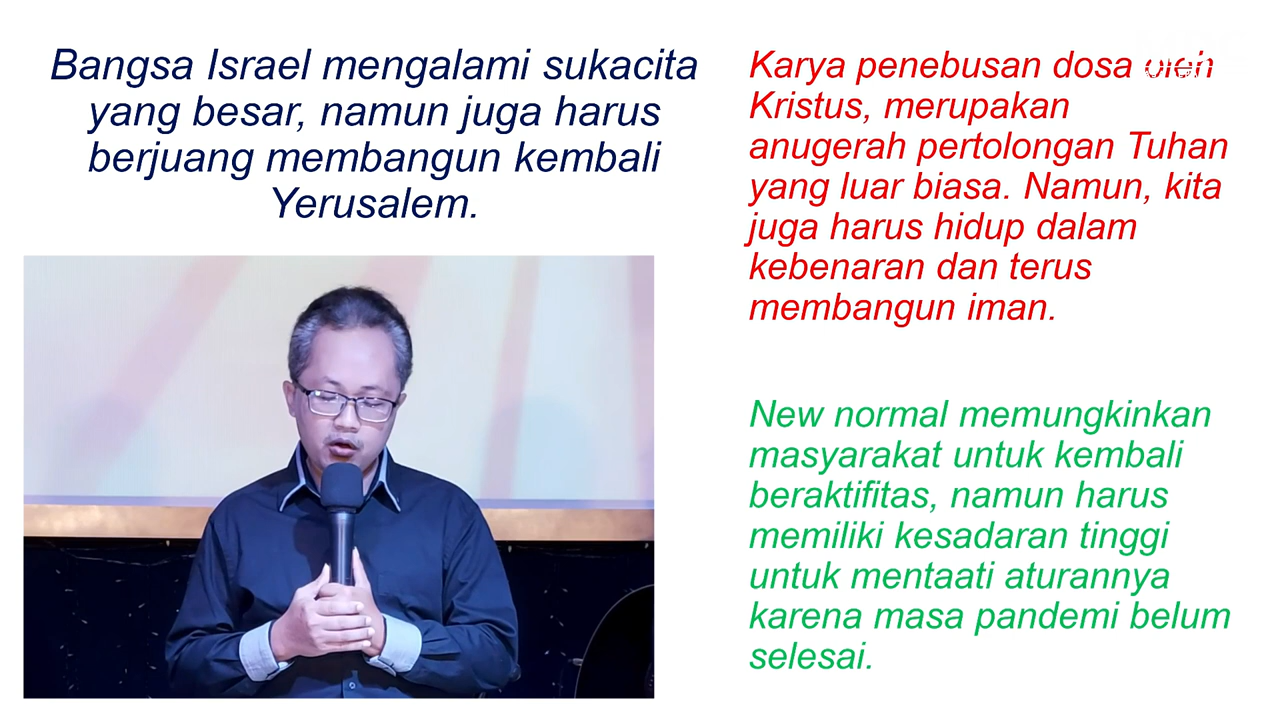 Bangsa Israel mengalami sukacita
yang besar, namun juga harus
berjuang membangun kembali
Yerusalem.
Karya penebusan dosa oleh
Kristus, merupakan
anugerah pertolongan Tuhan
yang luar biasa. Namun, kita
juga harus hidup dalam
kebenaran dan terus
membangun iman.
New normal memungkinkan
masyarakat untuk kembali
beraktifitas, namun harus
memiliki kesadaran tinggi
untuk mentaati aturannya
karena masa pandemi belum
selesai.